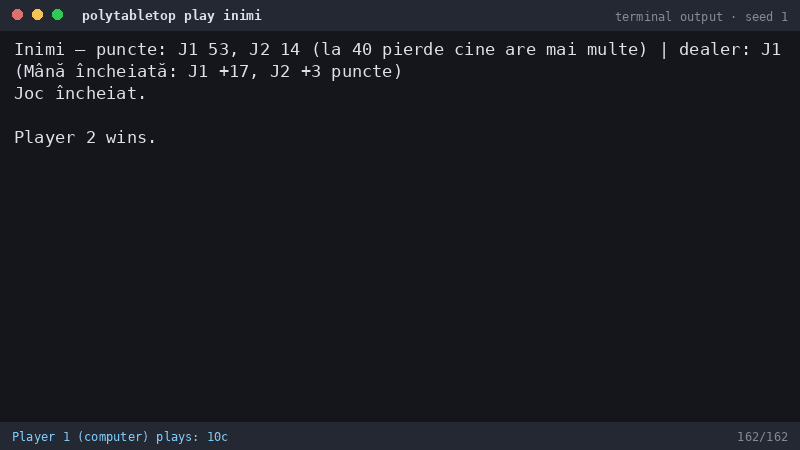 polytabletop play inimi
terminal output · seed 1
Inimi — puncte: J1 53, J2 14 (la 40 pierde cine are mai multe) | dealer: J1
(Mână încheiată: J1 +17, J2 +3 puncte)
Joc încheiat.
Player 2 wins.
Player 1 (computer) plays: 10c
162/162